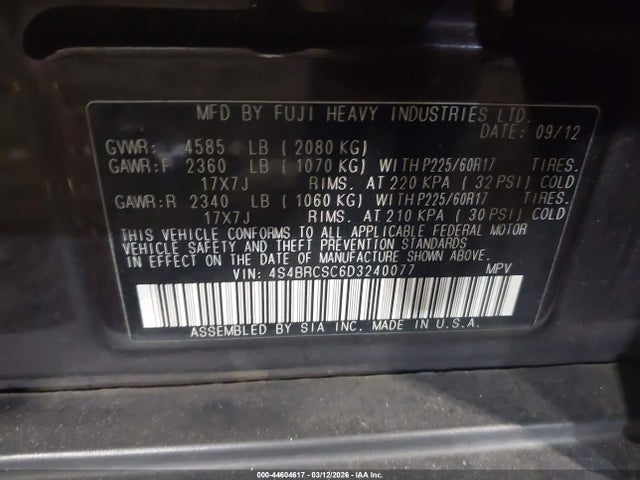 MFD BY FUJI HEAVY INDUSTRIES LTD.
DATE: 09/12
GVWR: 4585 LB ( 2080 KG)
GAWR:F 2360 LB ( 1070 KG) WITH P225/60R17 TIRES.
17X7J RIMS. AT 220 KPA ( 32 PSI) COLD
GAWR:R 2340 LB ( 1060 KG) WITH P225/60R17 TIRES.
17X7J RIMS. AT 210 KPA ( 30 PSI) COLD
THIS VEHICLE CONFORMS TO ALL APPLICABLE FEDERAL MOTOR
VEHICLE SAFETY AND THEFT PREVENTION STANDARDS
IN EFFECT ON THE DATE OF MANUFACTURE SHOWN ABOVE.
VIN: 4S4BRCSC6D3240077 MPV
ASSEMBLED BY SIA INC. MADE IN U.S.A.
000-44604617 - 03/12/2026 - IAA Corp.